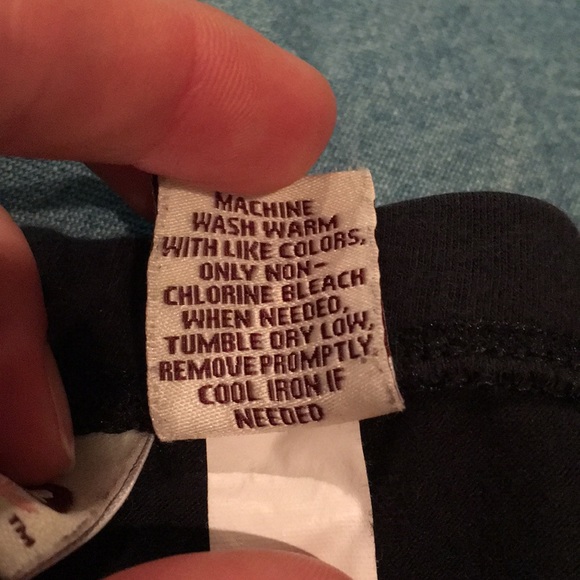 MACHINE
WASH WARM
WITH LIKE COLORS,
ONLY NON-
CHLORINE BLEACH
WHEN NEEDED,
TUMBLE DRY LOW,
REMOVE PROMPTLY,
COOL IRON IF
NEEDED
TM